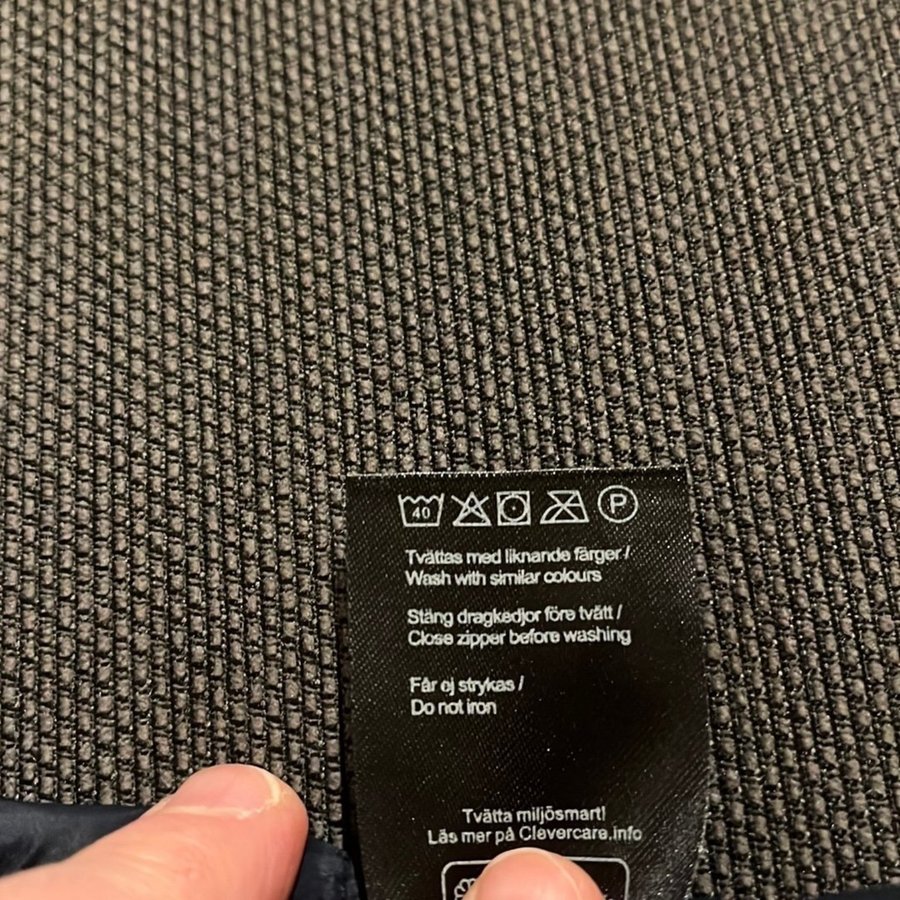 40 P
Tvättas med liknande färger /
Wash with similar colours
Stäng dragkedjor före tvätt /
Close zipper before washing
Får ej strykas /
Do not iron
Tvätta miljösmart!
Läs mer på Clevercare.info